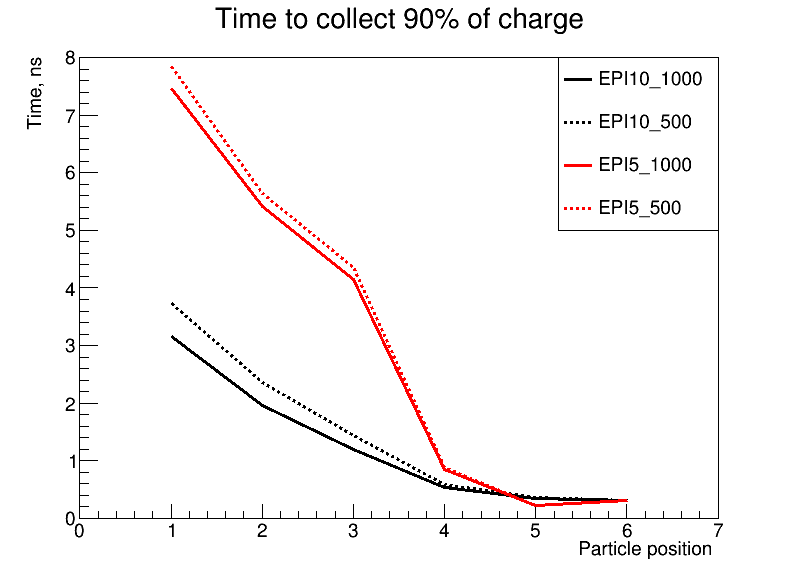 Time to collect 90% of charge
Time, ns
8
7
6
5
4
3
2
1
0
EPI10_1000
EPI10_500
EPI5_1000
EPI5_500
0 1 2 3 4 5 6 7
Particle position